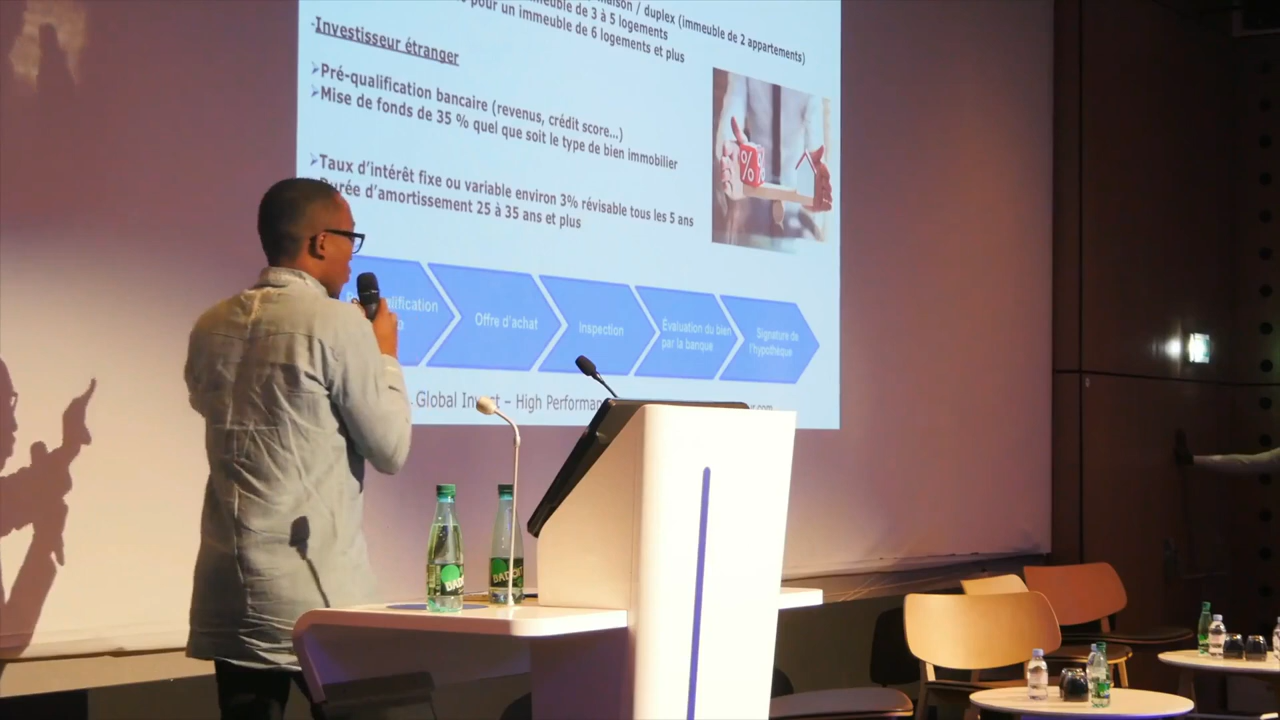 maison / duplex (immeuble de 2 appartements)
immeuble de 3 à 5 logements
pour un immeuble de 6 logements et plus
-Investisseur étranger
➢Pré-qualification bancaire (revenus, crédit score...)
➢Mise de fonds de 35 % quel que soit le type de bien immobilier
➢Taux d'intérêt fixe ou variable environ 3% révisable tous les 5 ans
Durée d'amortissement 25 à 35 ans et plus
% %
Offre d'achat
Inspection
Évaluation du bien
par la banque
Signature de
l'hypothèque
Global Invest – High
BADOIT